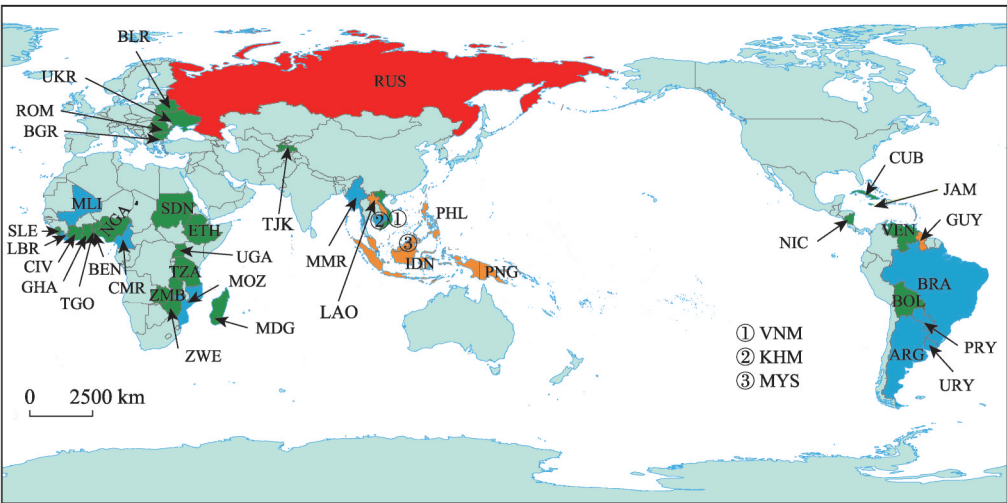 BLR
UKR
RUS
ROM
BGR
CUB
JAM
MLI
NGA
SDN
TJK
PHL
SLE
ETH
①
②
NIC
VEN
GUY
LBR
UGA
MMR
③
CIV
BEN
IDN
PNG
GHA
TZA
BRA
TGO
CMR
MOZ
LAO
ZMB
BOL
MDG
① VNM
PRY
ZWE
② KHM
ARG
③ MYS
URY
0 2500 km